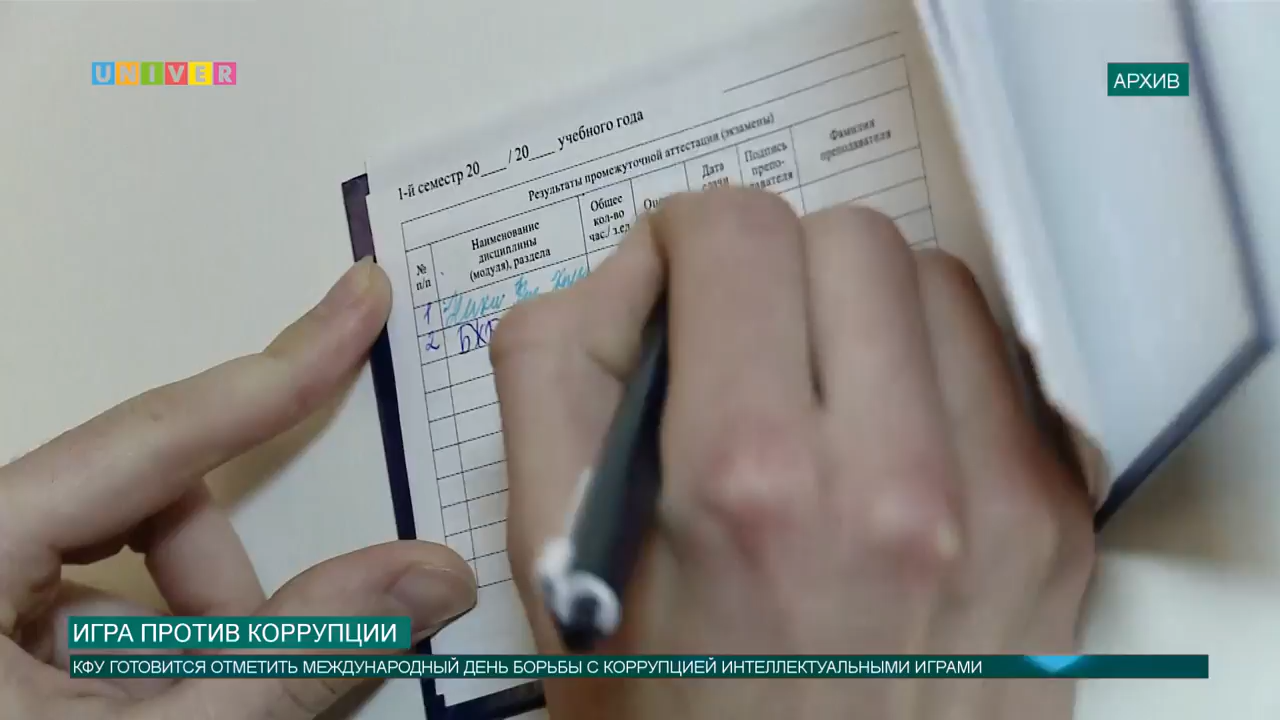 UNIVER
АРХИВ
1-й семестр 20____ / 20____ учебного года
Результаты промежуточной аттестации (экзамены)
№ п/п
Наименование дисциплины (модуля), раздела
Общее кол-во час./ з.ед
Дата сдачи
Подпись препо- давателя
Фамилия преподавателя
1
2
ИГРА ПРОТИВ КОРРУПЦИИ
КФУ ГОТОВИТСЯ ОТМЕТИТЬ МЕЖДУНАРОДНЫЙ ДЕНЬ БОРЬБЫ С КОРРУПЦИЕЙ ИНТЕЛЛЕКТУАЛЬНЫМИ ИГРАМИ